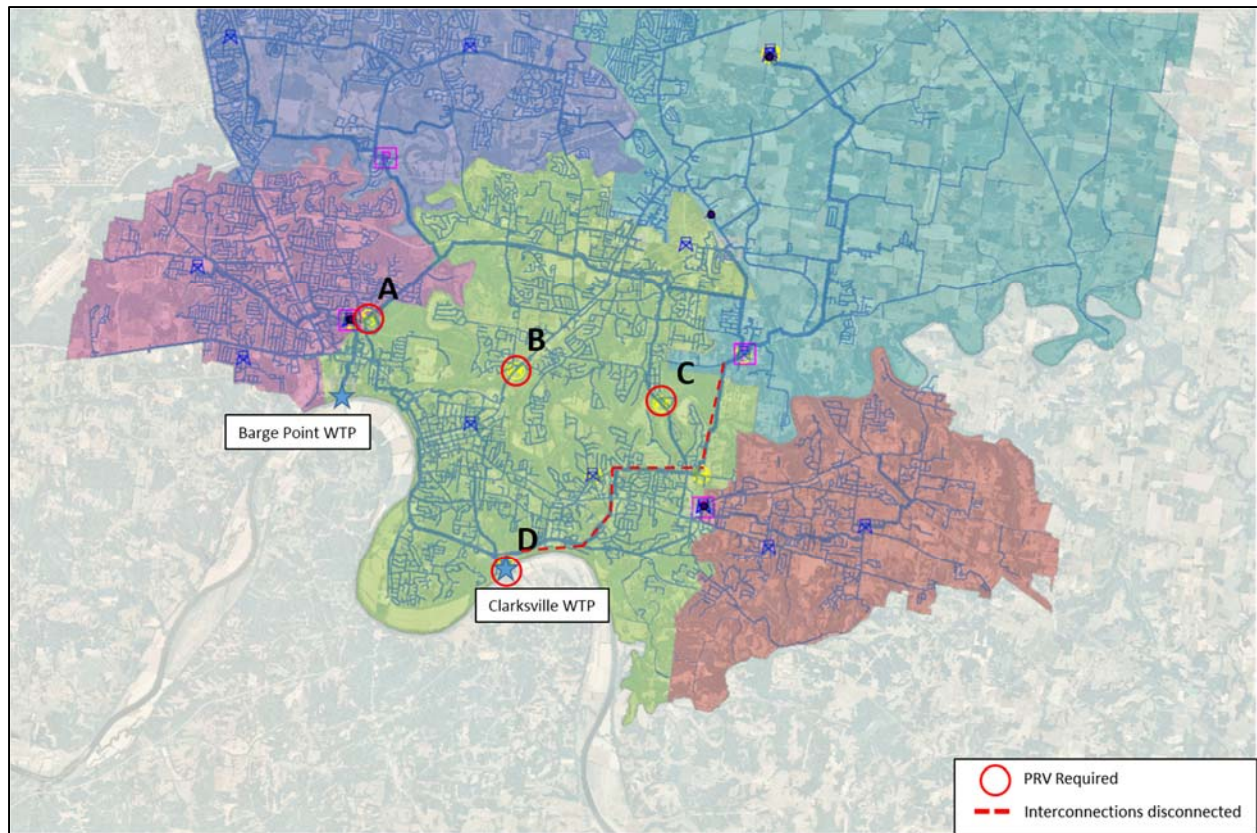 A
B
C
Barge Point WTP
D
Clarksville WTP
PRV Required
Interconnections disconnected